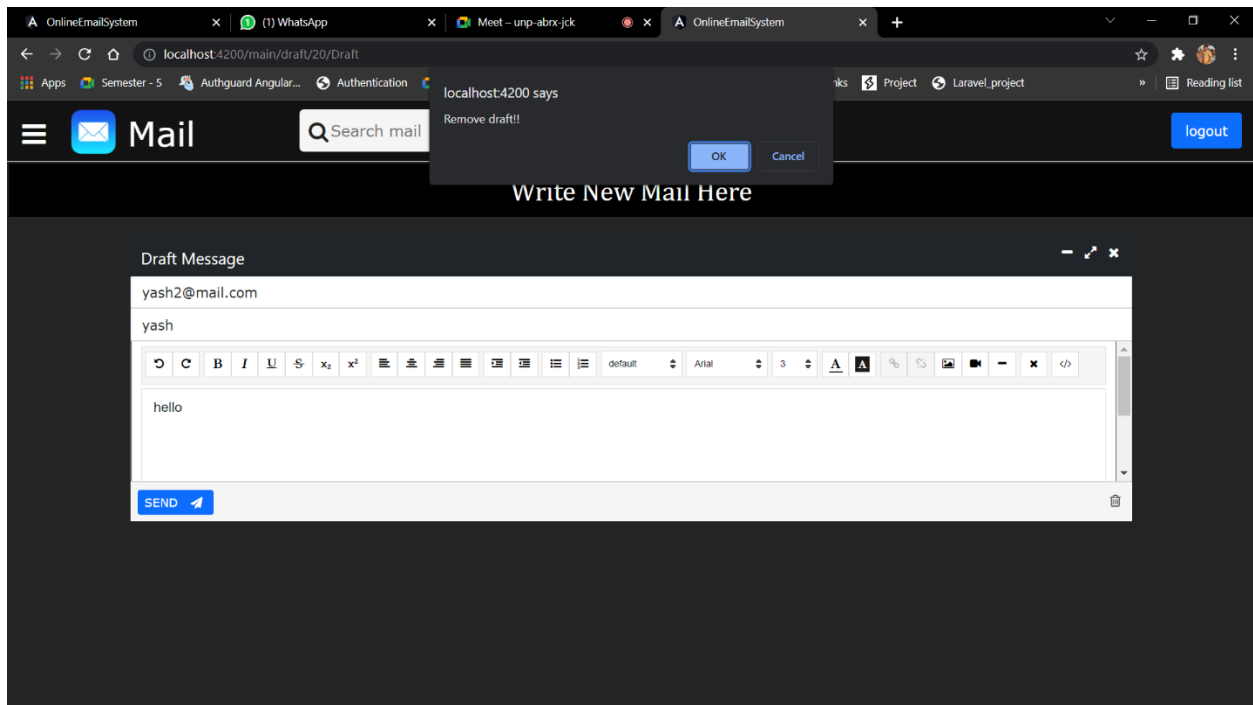 OnlineEmailSystem
(1) WhatsApp
Meet – unp-abrx-jck
OnlineEmailSystem
localhost:4200/main/draft/20/Draft
Apps
Semester - 5
Authguard Angular...
Authentication
Project
Laravel_project
»
Reading list
localhost:4200 says
Remove draft!!
OK
Cancel
Mail
Search mail
logout
Write New Mail Here
Draft Message
yash2@mail.com
yash
B I U S x₂ x² default Arial 3 A A </>
hello
SEND